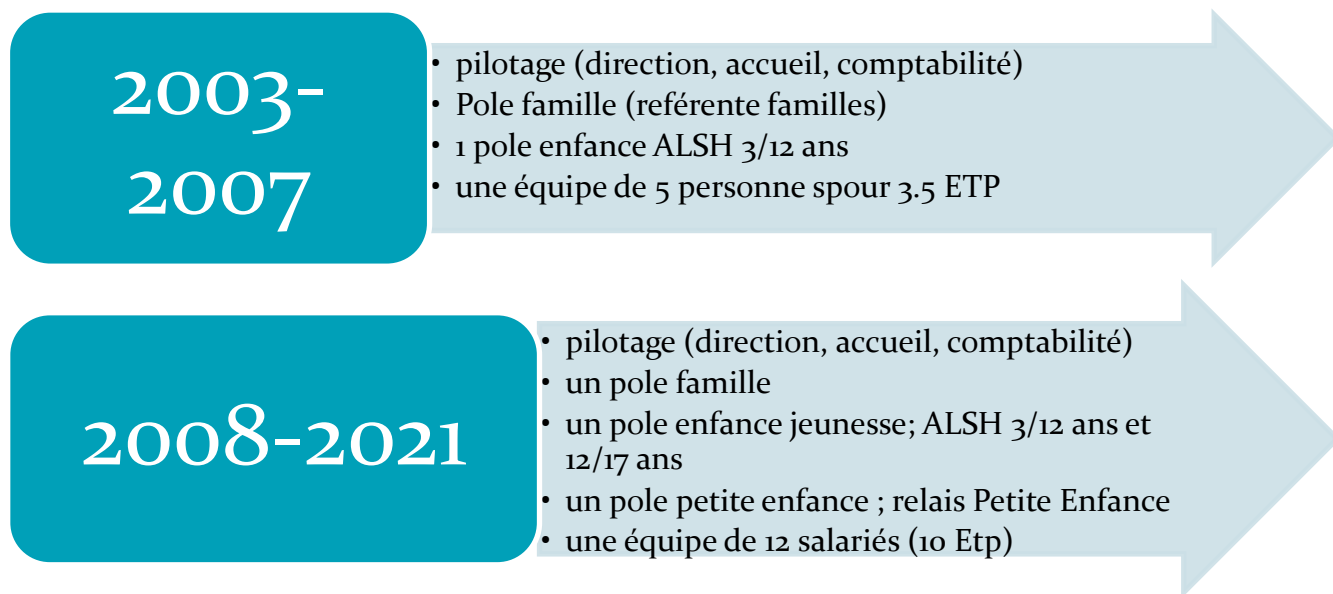 2003-
2007
• pilotage (direction, accueil, comptabilité)
• Pole famille (reférente familles)
• 1 pole enfance ALSH 3/12 ans
• une équipe de 5 personne spour 3.5 ETP
2008-2021
• pilotage (direction, accueil, comptabilité)
• un pole famille
• un pole enfance jeunesse; ALSH 3/12 ans et
12/17 ans
• un pole petite enfance ; relais Petite Enfance
• une équipe de 12 salariés (10 Etp)